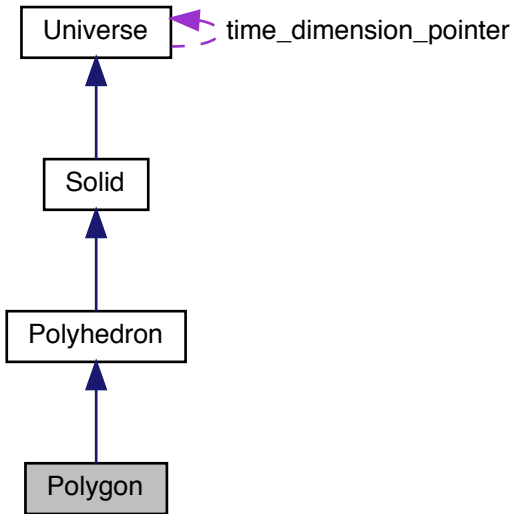 Universe
time_dimension_pointer
Solid
Polyhedron
Polygon